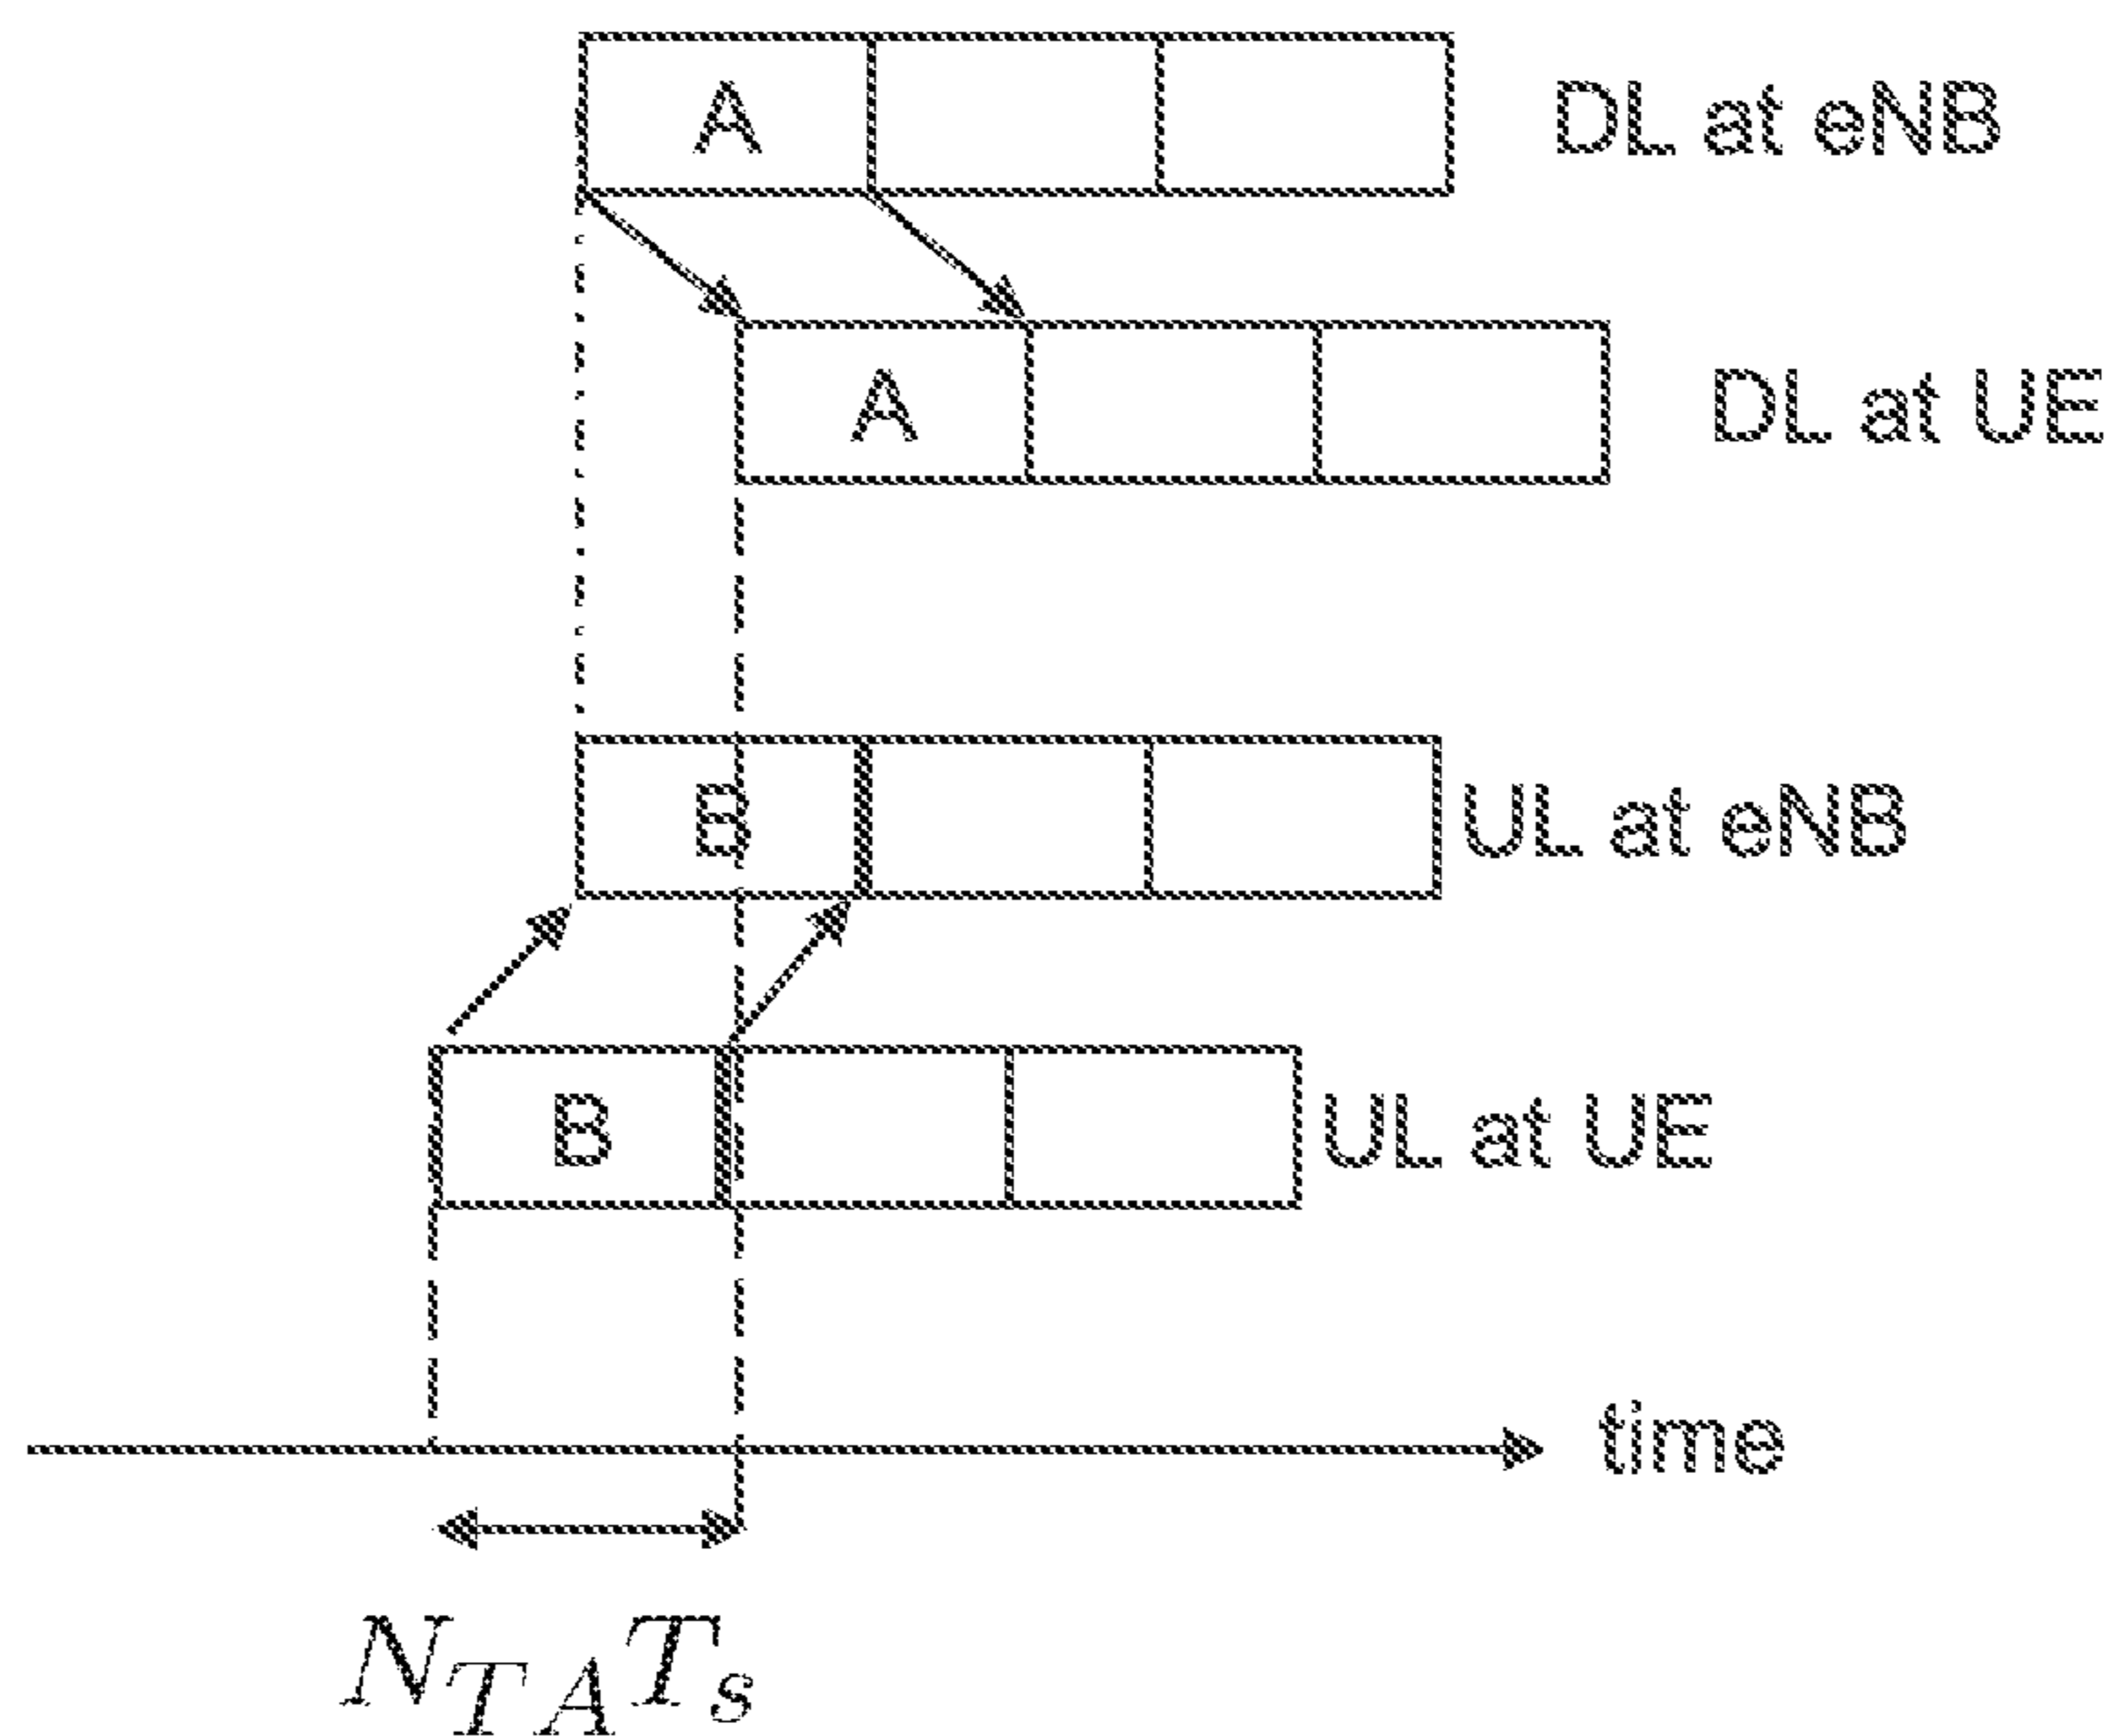 A DL at eNB
A DL at UE
B UL at eNB
B UL at UE
time
N_{TA}T_s